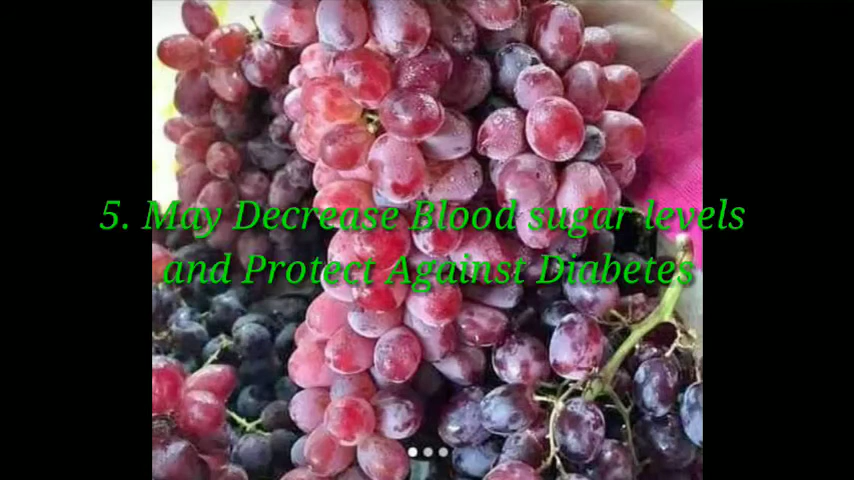 5. May Decrease Blood sugar levels
and Protect Against Diabetes